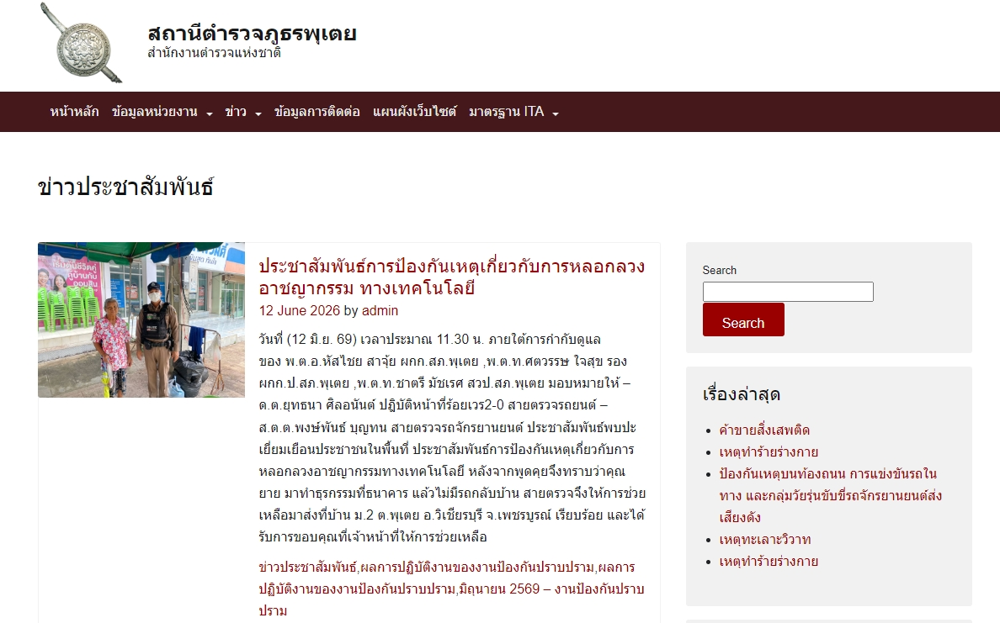 สถานีตำรวจภูธรพุเตย
สำนักงานตำรวจแห่งชาติ
หน้าหลัก ข้อมูลหน่วยงาน ข่าว ข้อมูลการติดต่อ แผนผังเว็บไซต์ มาตรฐาน ITA
ข่าวประชาสัมพันธ์
ประชาสัมพันธ์การป้องกันเหตุเกี่ยวกับการหลอกลวง
อาชญากรรม ทางเทคโนโลยี
12 June 2026 by admin
วันที่ (12 มิ.ย. 69) เวลาประมาณ 11.30 น. ภายใต้การกำกับดูแล
ของ พ.ต.อ.หัสไชย สาจุ้ย ผกก.สภ.พุเตย ,พ.ต.ท.ศตวรรษ ใจสุข รอง
ผกก.ป.สภ.พุเตย ,พ.ต.ท.ชาตรี มัชเรศ สวป.สภ.พุเตย มอบหมายให้ –
ด.ต.ยุทธนา ศิลอนันต์ ปฎิบัติหน้าที่ร้อยเวร2-0 สายตรวจรถยนต์ –
ส.ต.ต.พงษ์พันธ์ บุญทน สายตรวจรถจักรยานยนต์ ประชาสัมพันธ์พบปะ
เยี่ยมเยือนประชาชนในพื้นที่ ประชาสัมพันธ์การป้องกันเหตุเกี่ยวกับการ
หลอกลวงอาชญากรรมทางเทคโนโลยี หลังจากพูดคุยจึงทราบว่าคุณ
ยาย มาทำธุรกรรมที่ธนาคาร แล้วไม่มีรถกลับบ้าน สายตรวจจึงให้การช่วย
เหลือมาส่งที่บ้าน ม.2 ต.พุเตย อ.วิเชียรบุรี จ.เพชรบูรณ์ เรียบร้อย และได้
รับการขอบคุณที่เจ้าหน้าที่ให้การช่วยเหลือ
ข่าวประชาสัมพันธ์,ผลการปฏิบัติงานของงานป้องกันปราบปราม,ผลการ
ปฏิบัติงานของงานป้องกันปราบปราม,มิถุนายน 2569 – งานป้องกันปราบ
ปราม
Search
Search
เรื่องล่าสุด
ค้าขายสิ่งเสพติด
เหตุทำร้ายร่างกาย
ป้องกันเหตุบนท้องถนน การแข่งขันรถใน
ทาง และกลุ่มวัยรุ่นขับขี่รถจักรยานยนต์ส่ง
เสียงดัง
เหตุทะเลาะวิวาท
เหตุทำร้ายร่างกาย